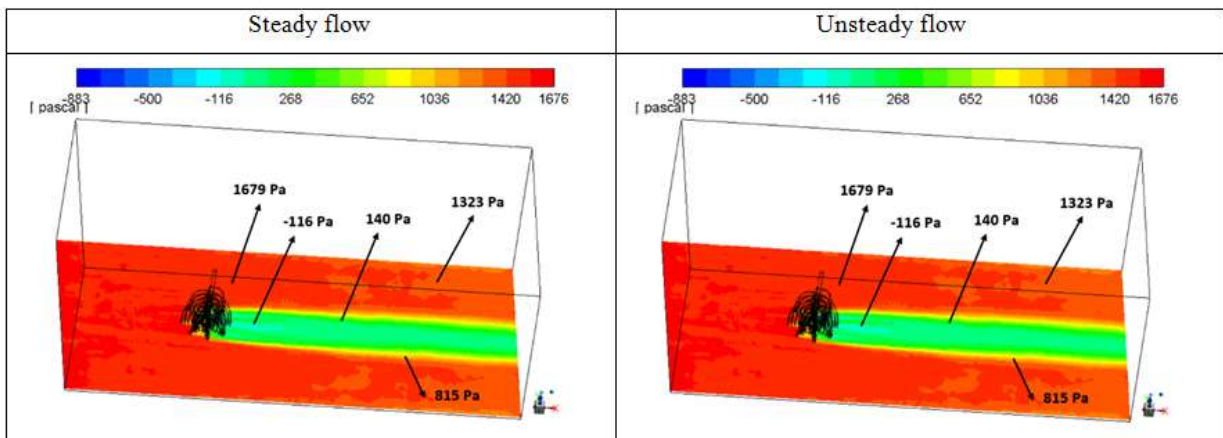 Steady flow
Unsteady flow
-883 -500 -116 268 652 1036 1420 1676
[ pascal ]
1679 Pa
-116 Pa
140 Pa
1323 Pa
815 Pa
-883 -500 -116 268 652 1036 1420 1676
[ pascal ]
1679 Pa
-116 Pa
140 Pa
1323 Pa
815 Pa